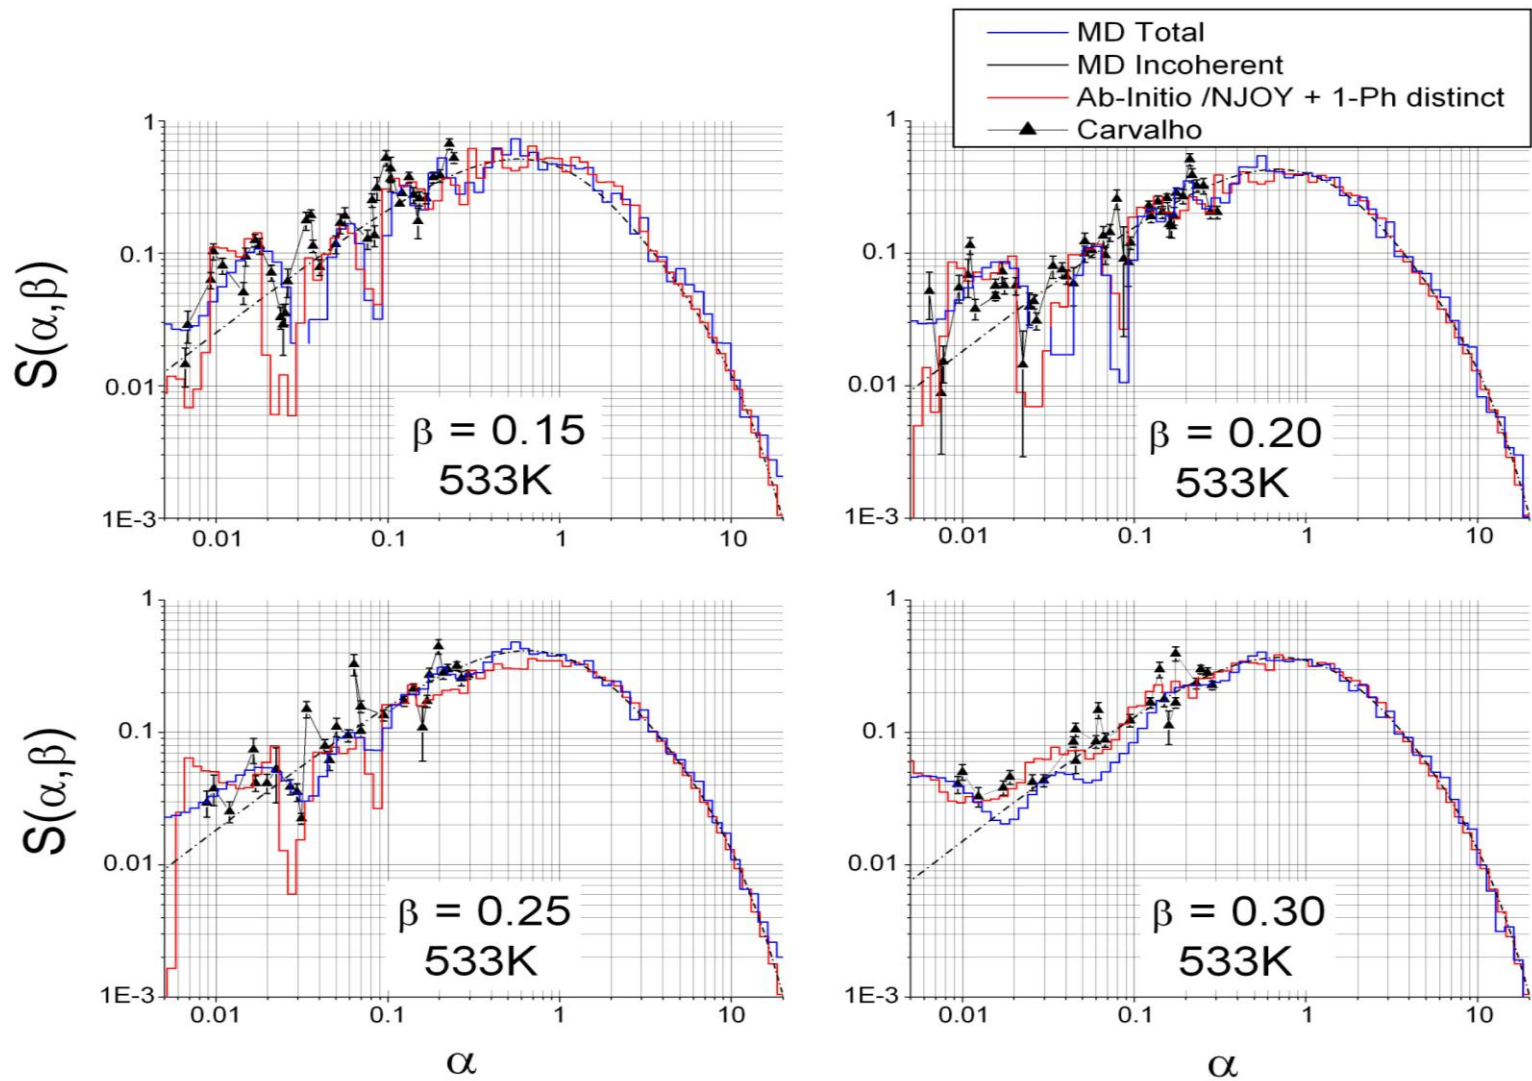 MD Total
MD Incoherent
Ab-Initio /NJOY + 1-Ph distinct
Carvalho
S(α,β)
1
0.1
0.01
1E-3
0.01 0.1 1 10
β = 0.15
533K
1
0.1
0.01
1E-3
0.01 0.1 1 10
β = 0.20
533K
S(α,β)
1
0.1
0.01
1E-3
0.01 0.1 1 10
β = 0.25
533K
α
1
0.1
0.01
1E-3
0.01 0.1 1 10
β = 0.30
533K
α